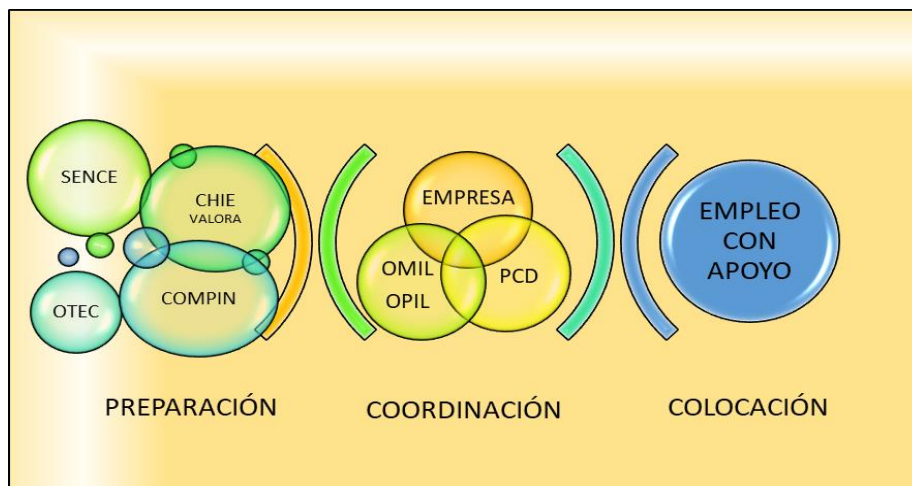 SENCE
CHIE
VALORA
OTEC
COMPIN
EMPRESA
OMIL
OPIL
PCD
EMPLEO
CON
APOYO
PREPARACIÓN
COORDINACIÓN
COLOCACIÓN